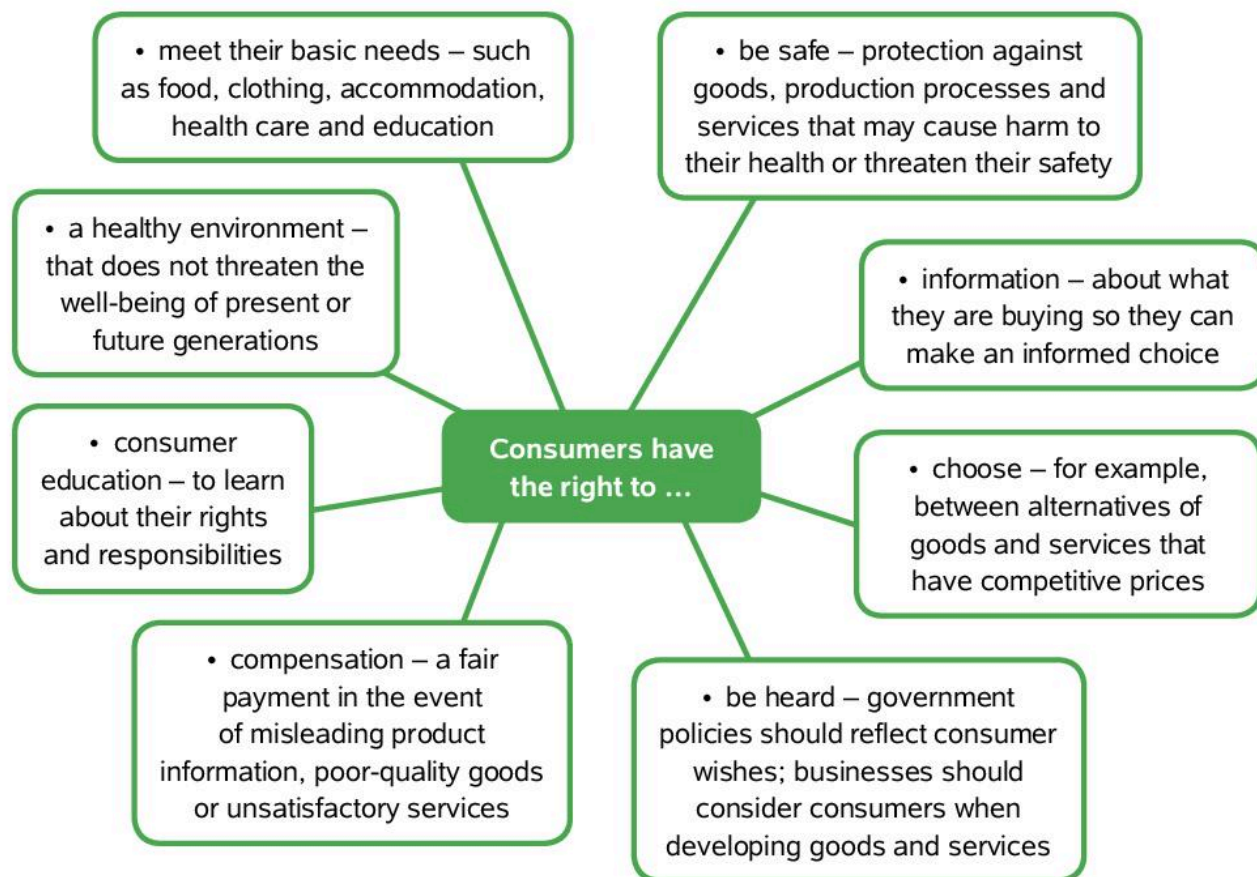 • meet their basic needs – such
as food, clothing, accommodation,
health care and education
• be safe – protection against
goods, production processes and
services that may cause harm to
their health or threaten their safety
• a healthy environment –
that does not threaten the
well-being of present or
future generations
• information – about what
they are buying so they can
make an informed choice
Consumers have
the right to ...
• consumer
education – to learn
about their rights
and responsibilities
• choose – for example,
between alternatives of
goods and services that
have competitive prices
• compensation – a fair
payment in the event
of misleading product
information, poor-quality goods
or unsatisfactory services
• be heard – government
policies should reflect consumer
wishes; businesses should
consider consumers when
developing goods and services